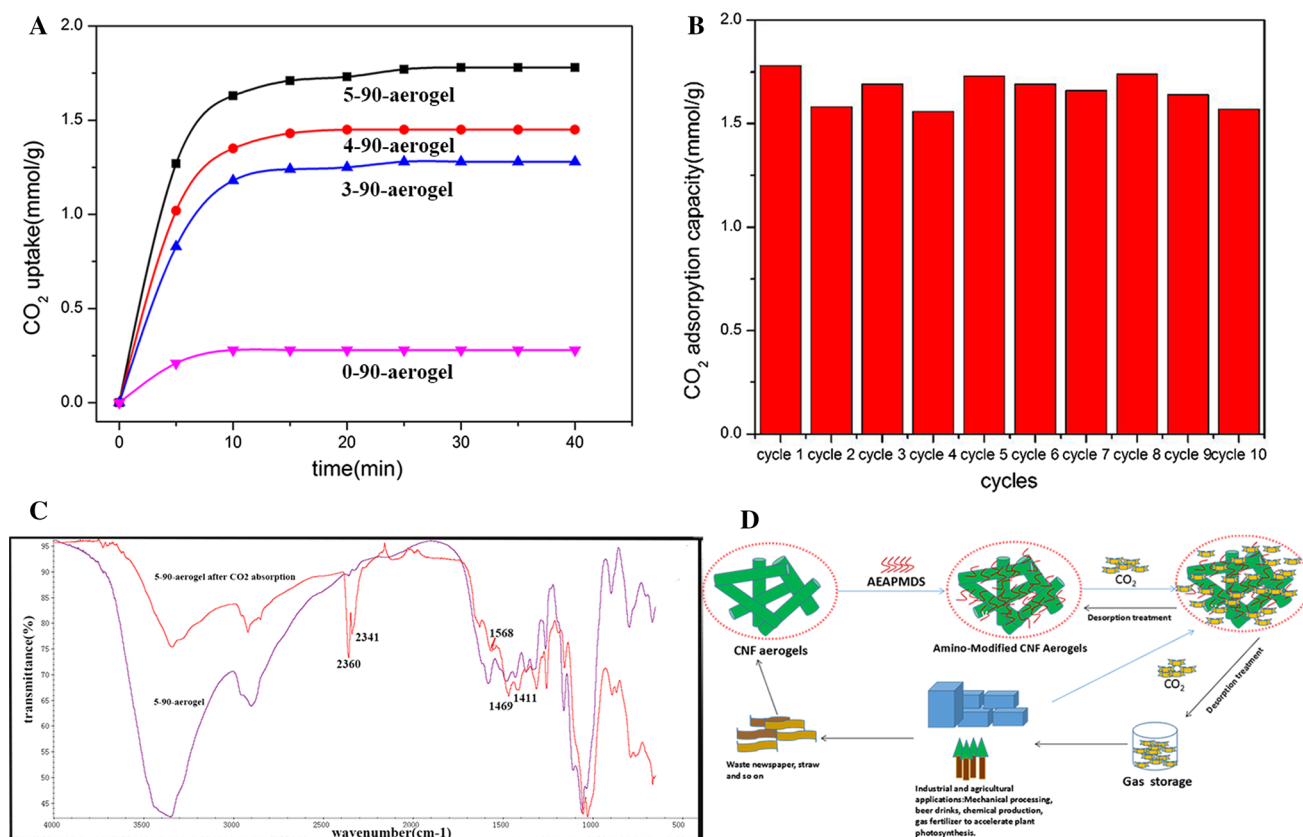 A
2.0
1.5
1.0
0.5
0.0
CO2 uptake(mmol/g)
5-90-aerogel
4-90-aerogel
3-90-aerogel
0-90-aerogel
0 10 20 30 40
time(min)
B
2.0
1.5
1.0
0.5
0.0
CO2 adsorpytion capacity(mmol/g)
cycle 1 cycle 2 cycle 3 cycle 4 cycle 5 cycle 6 cycle 7 cycle 8 cycle 9 cycle 10
cycles
C
95
90
85
80
75
70
65
60
55
50
45
transmittance(%)
5-90-aerogel after CO2 absorption
5-90-aerogel
2341
2360
1568
1411
1469
4000 3500 3000 2500 2000 1500 1000 500
wavenumber(cm-1)
D
AEAPMDS
CO2
CNF aerogels
Amino-Modified CNF Aerogels
Desorption treatment
CO2
Desorption treatment
Waste newspaper, straw
and so on
Gas storage
Industrial and agricultural
applications:Mechanical processing,
beer drinks, chemical production,
gas fertilizer to accelerate plant
photosynthesis.